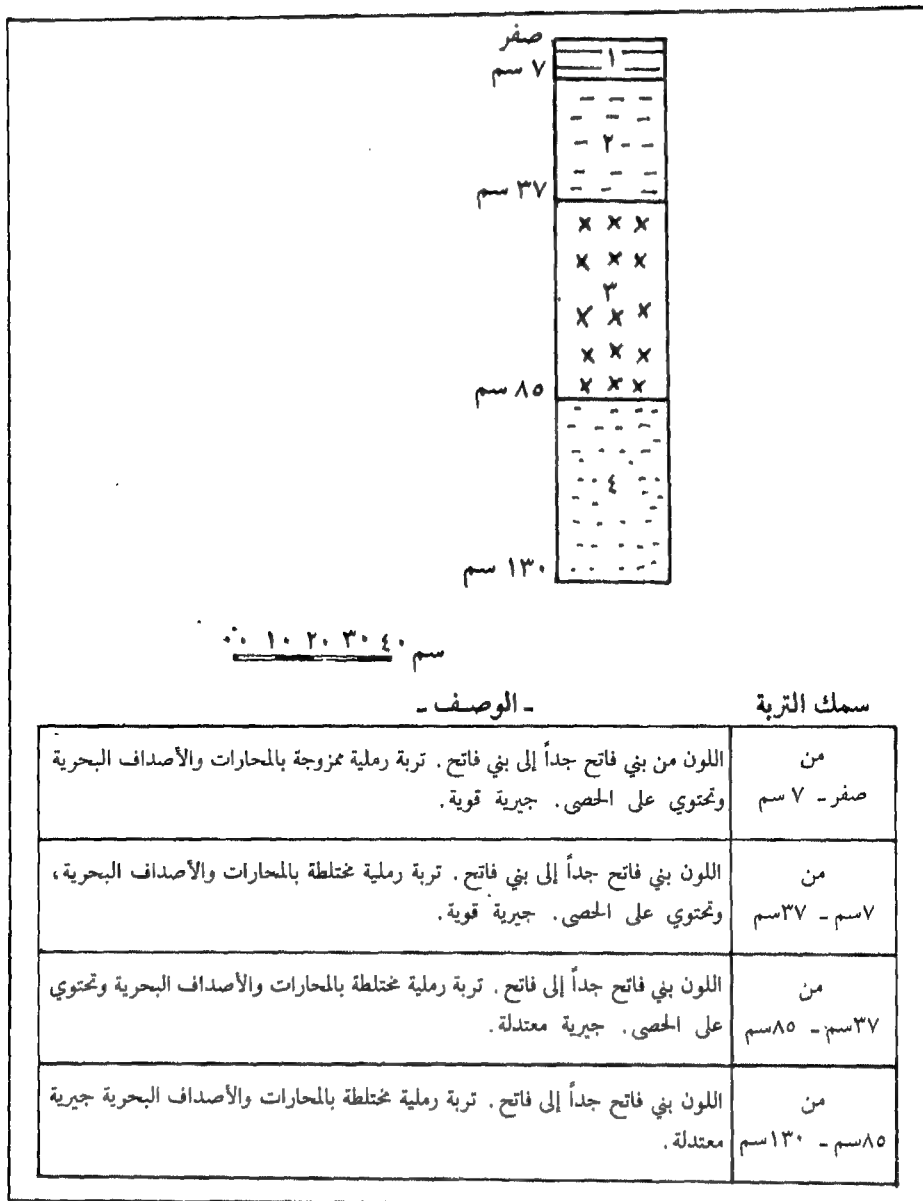 صفر
١
٧ سم
٢
٣٧ سم
٣
٨٥ سم
٤
١٣٠ سم
٠ ١٠ ٢٠ ٣٠ ٤٠ سم
سمك التربة - الوصف -
من
صفر - ٧ سم
اللون من بني فاتح جداً إلى بني فاتح. تربة رملية ممزوجة بالمحارات والأصداف البحرية
وتحتوي على الحصى. جيرية قوية.
من
٧سم - ٣٧سم
اللون بني فاتح جداً إلى بني فاتح. تربة رملية مختلطة بالمحارات والأصداف البحرية،
وتحتوي على الحصى. جيرية قوية.
من
٣٧سم - ٨٥سم
اللون بني فاتح جداً إلى فاتح. تربة رملية مختلطة بالمحارات والأصداف البحرية وتحتوي
على الحصى. جيرية معتدلة.
من
٨٥سم - ١٣٠سم
اللون بني فاتح جداً إلى فاتح. تربة رملية مختلطة بالمحارات والأصداف البحرية جيرية
معتدلة.